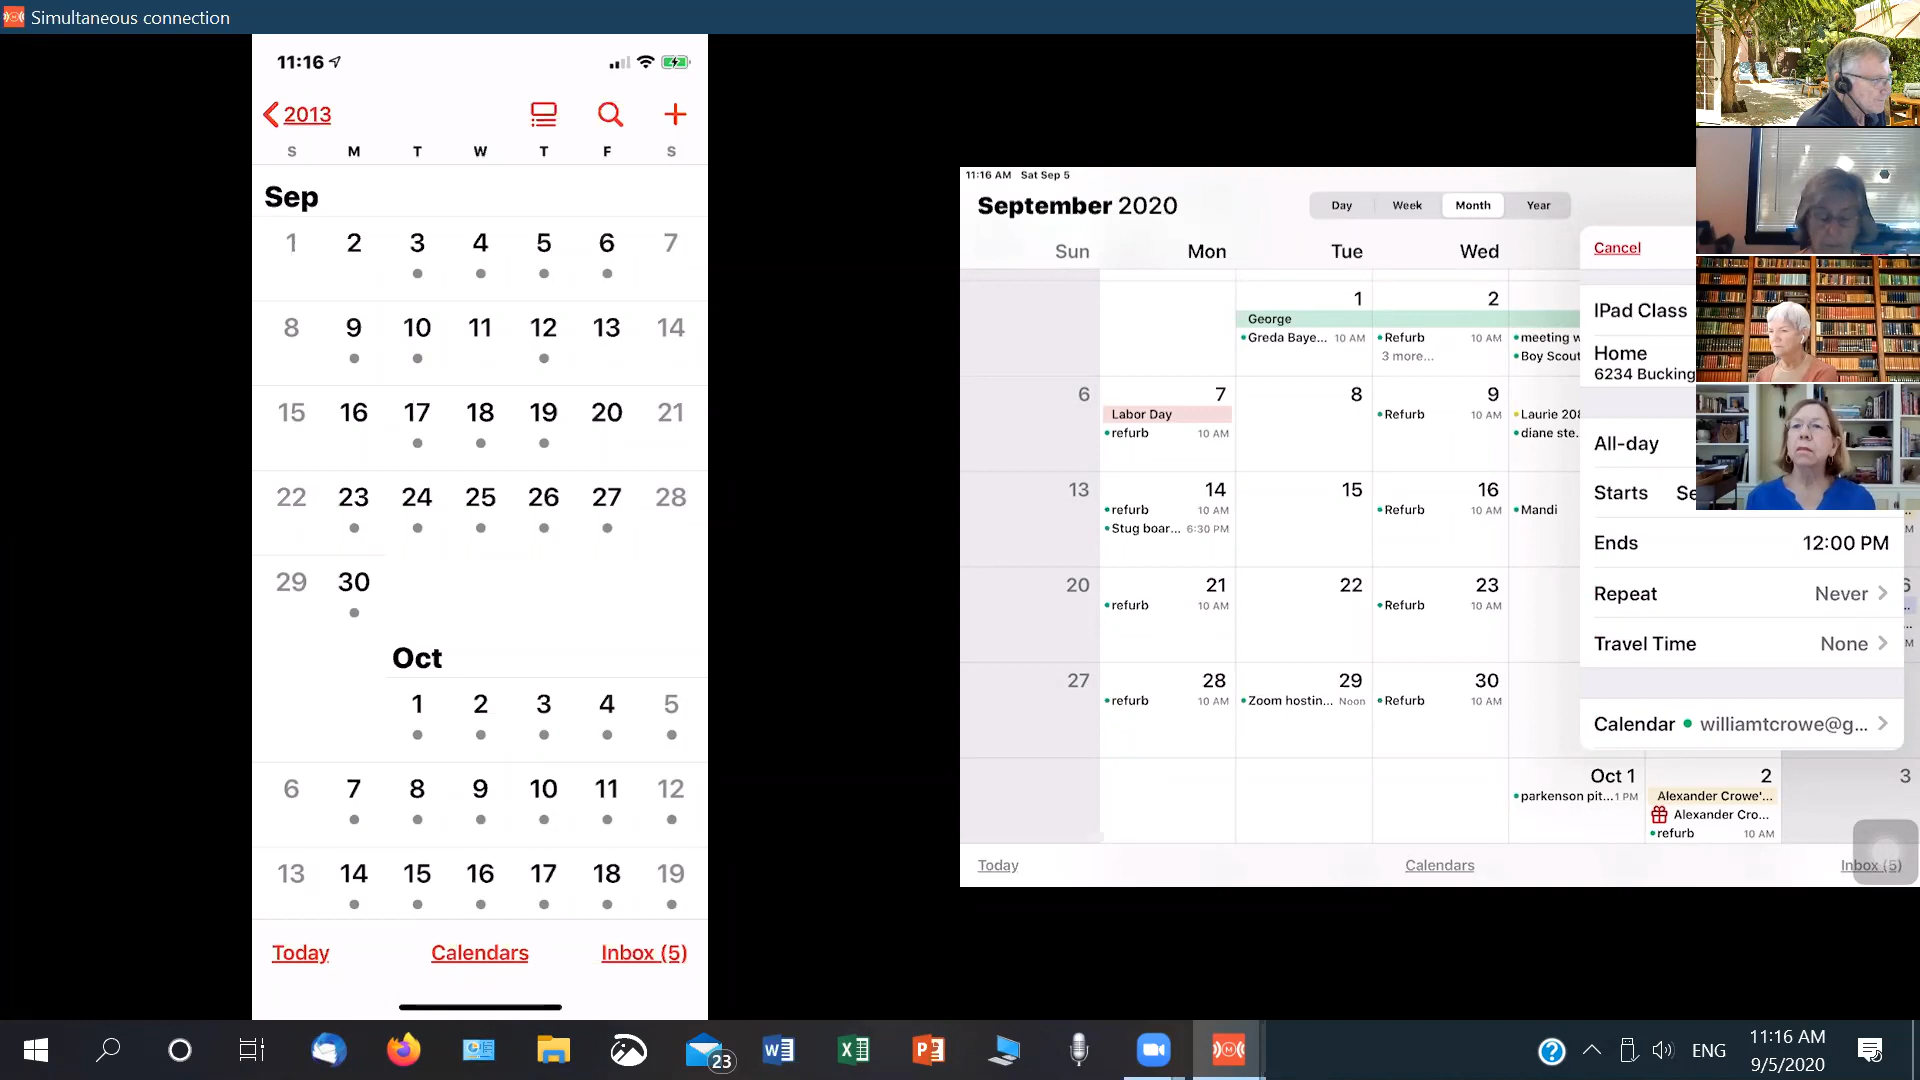 Simultaneous connection
11:16
2013
S M T W T F S
Sep
1 2 3 4 5 6 7
8 9 10 11 12 13 14
15 16 17 18 19 20 21
22 23 24 25 26 27 28
29 30
Oct
1 2 3 4 5
6 7 8 9 10 11 12
13 14 15 16 17 18 19
Today Calendars Inbox (5)
11:16 AM Sat Sep 5
September 2020
Day Week Month Year
Sun Mon Tue Wed
1 2
George
Greda Baye... 10 AM Refurb 10 AM meeting w
3 more... Boy Scout
6 7 8 9
Labor Day Refurb 10 AM Laurie 208
refurb 10 AM diane ste.
13 14 15 16
refurb 10 AM Refurb 10 AM Mandi
Stug boar... 6:30 PM
20 21 22 23
refurb 10 AM Refurb 10 AM
27 28 29 30
refurb 10 AM Zoom hostin... Noon Refurb 10 AM
Oct 1 2 3
parkenson pit... 1 PM Alexander Crowe'...
Alexander Cro...
refurb 10 AM
Today Calendars Inbox (5)
Cancel
IPad Class
Home
6234 Bucking
All-day
Starts Se
Ends 12:00 PM
Repeat Never
Travel Time None
Calendar williamtcrowe@g...
23
ENG
11:16 AM
9/5/2020